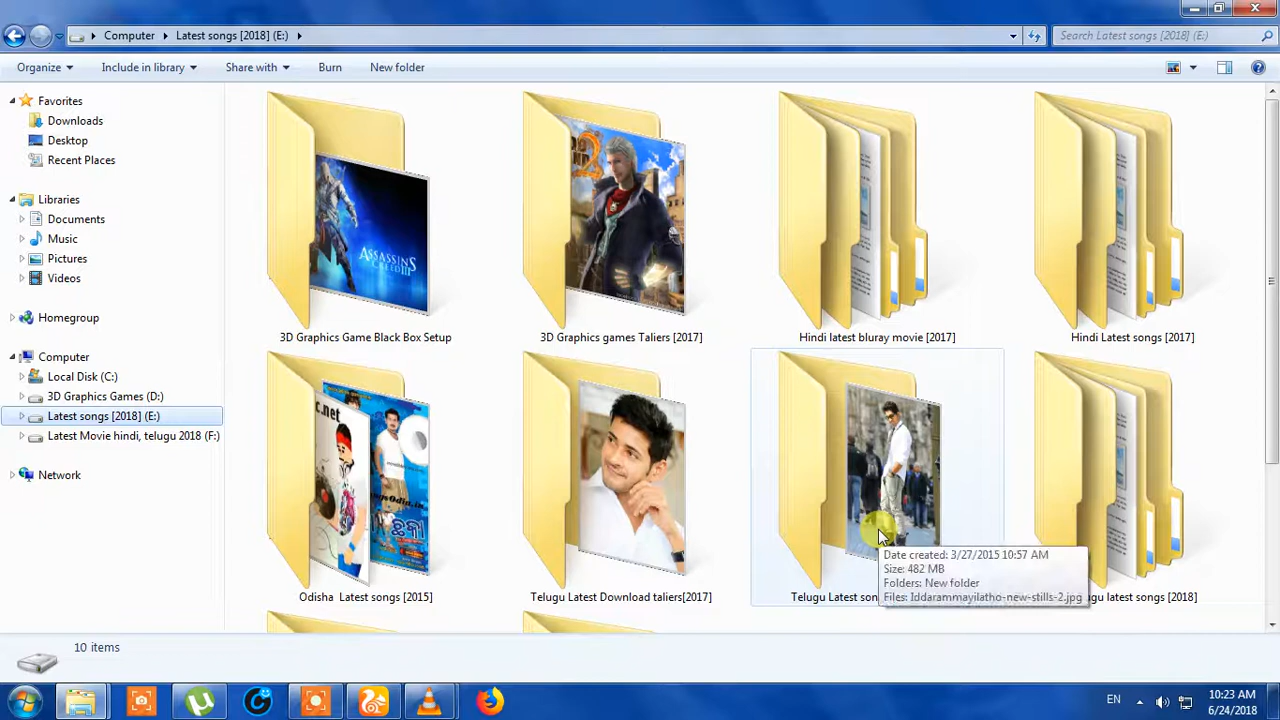 Computer
Latest songs [2018] (E:)
Search Latest songs [2018] (E:)
Organize
Include in library
Share with
Burn
New folder
Favorites
Downloads
Desktop
Recent Places
Libraries
Documents
Music
Pictures
Videos
Homegroup
Computer
Local Disk (C:)
3D Graphics Games (D:)
Latest songs [2018] (E:)
Latest Movie hindi, telugu 2018 (F:)
Network
ASSASSINS
CREED III
2
3D Graphics Game Black Box Setup
3D Graphics games Taliers [2017]
Hindi latest bluray movie [2017]
Hindi Latest songs [2017]
c.net
ଛକା
Odisha Latest songs [2015]
Telugu Latest Download taliers[2017]
Telugu Latest son
gu latest songs [2018]
Date created: 3/27/2015 10:57 AM
Size: 482 MB
Folders: New folder
Files: Iddarammayilatho-new-stills-2.jpg
10 items
EN
10:23 AM
6/24/2018